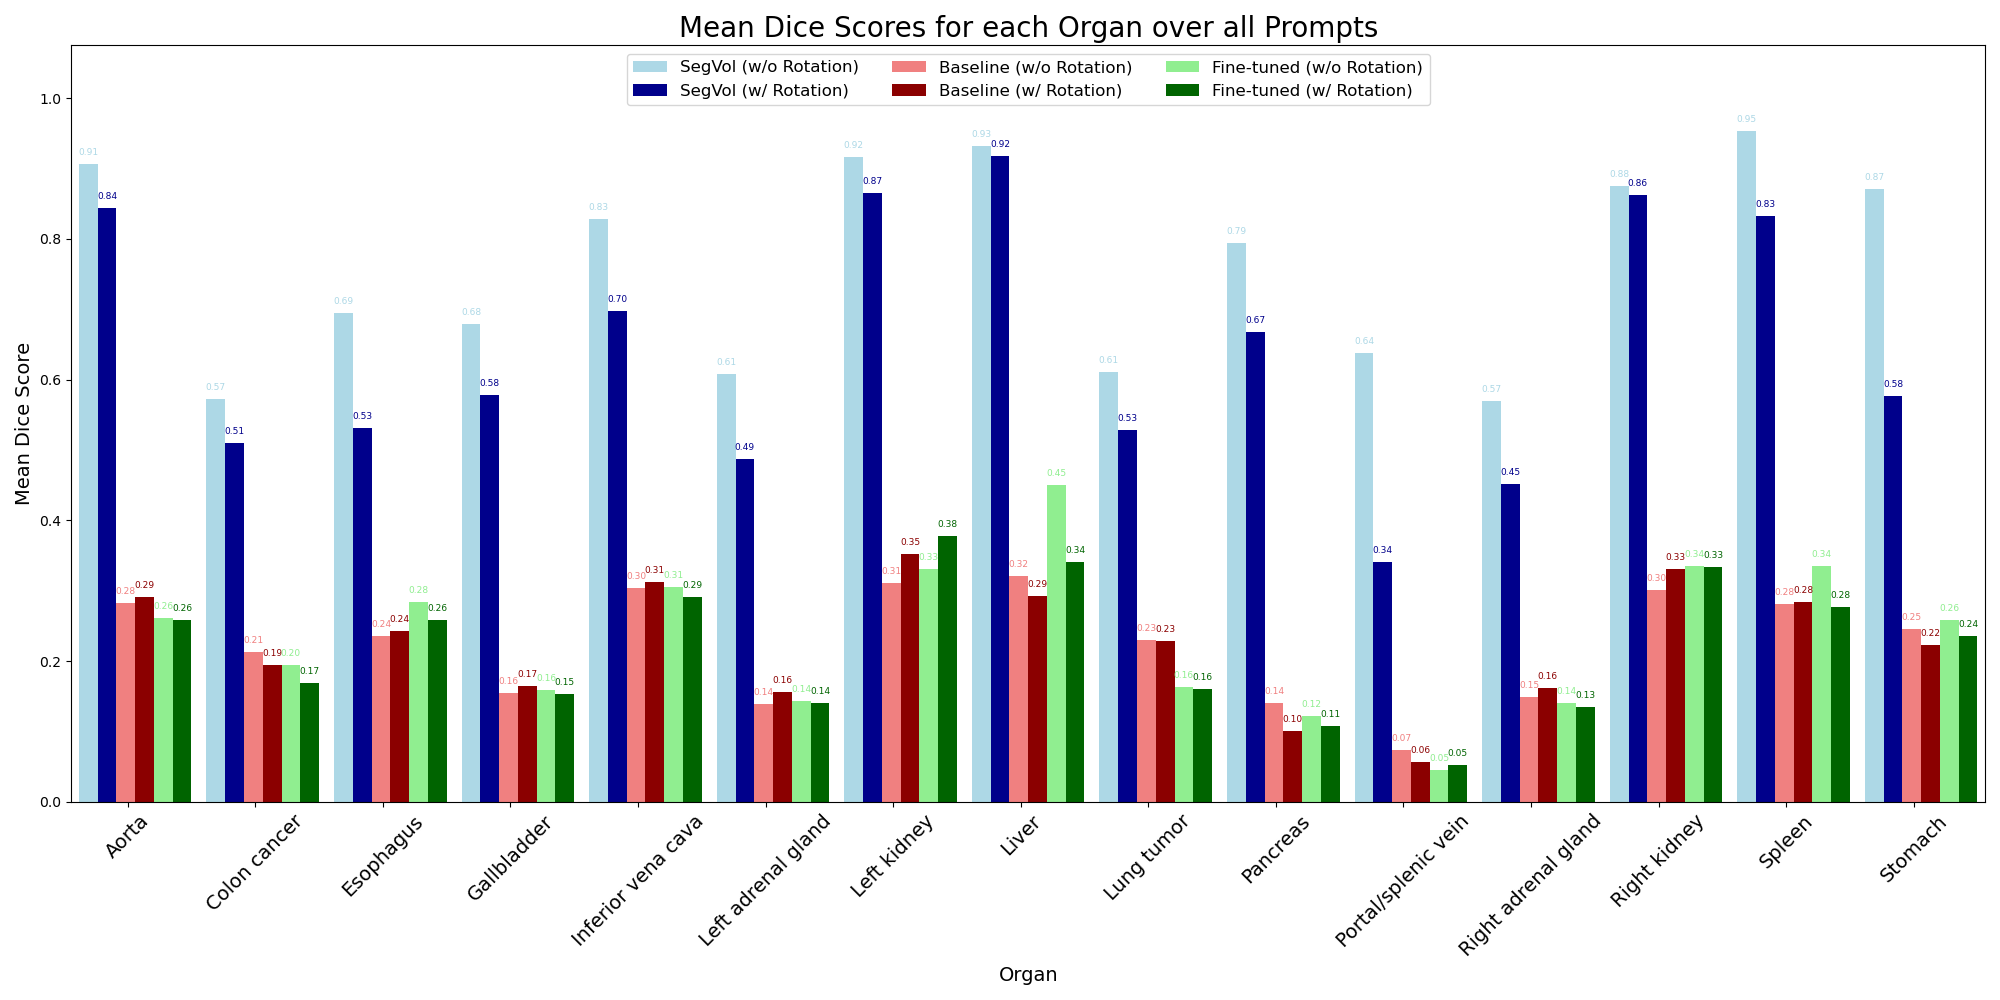 Mean Dice Scores for each Organ over all Prompts
SegVol (w/o Rotation) Baseline (w/o Rotation) Fine-tuned (w/o Rotation)
SegVol (w/ Rotation) Baseline (w/ Rotation) Fine-tuned (w/ Rotation)
Mean Dice Score
1.0
0.8
0.6
0.4
0.2
0.0
0.91 0.84 0.28 0.29 0.26 0.26
0.57 0.51 0.21 0.19 0.20 0.17
0.69 0.53 0.24 0.24 0.28 0.26
0.68 0.58 0.16 0.17 0.16 0.15
0.83 0.70 0.30 0.31 0.31 0.29
0.61 0.49 0.14 0.16 0.14 0.14
0.92 0.87 0.31 0.35 0.33 0.38
0.93 0.92 0.32 0.29 0.45 0.34
0.61 0.53 0.23 0.23 0.16 0.16
0.79 0.67 0.14 0.10 0.12 0.11
0.64 0.34 0.07 0.06 0.05 0.05
0.57 0.45 0.15 0.16 0.14 0.13
0.88 0.86 0.30 0.33 0.34 0.33
0.95 0.83 0.28 0.28 0.34 0.28
0.87 0.58 0.25 0.22 0.26 0.24
Aorta
Colon cancer
Esophagus
Gallbladder
Inferior vena cava
Left adrenal gland
Left kidney
Liver
Lung tumor
Pancreas
Portal/splenic vein
Right adrenal gland
Right kidney
Spleen
Stomach
Organ